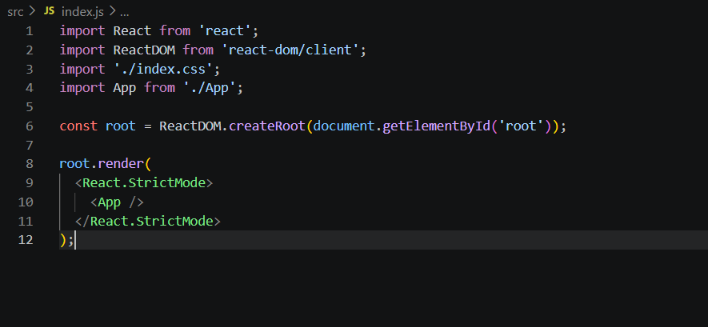 src > JS index.js > ...
1 import React from 'react';
2 import ReactDOM from 'react-dom/client';
3 import './index.css';
4 import App from './App';
5
6 const root = ReactDOM.createRoot(document.getElementById('root'));
7
8 root.render(
9   <React.StrictMode>
10     <App />
11   </React.StrictMode>
12 );